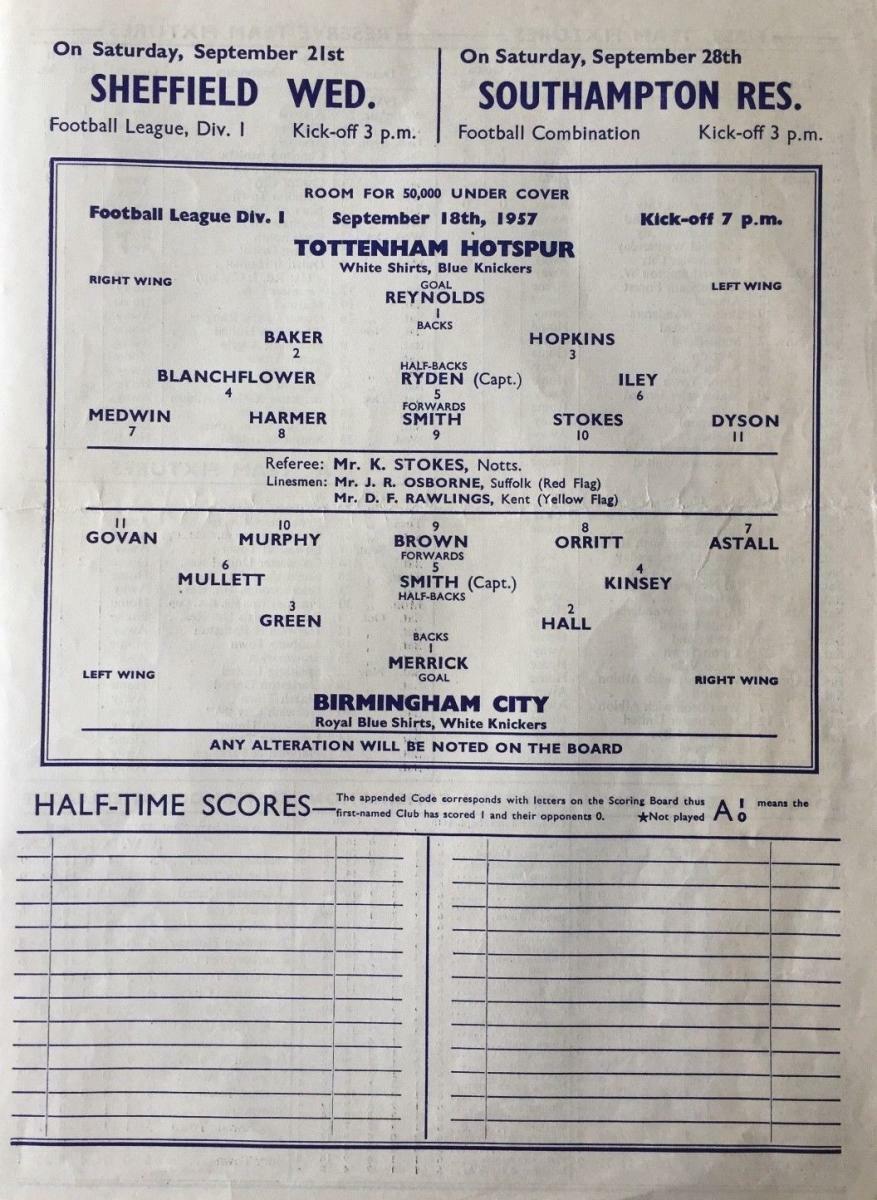 On Saturday, September 21st
SHEFFIELD WED.
Football League, Div. 1 Kick-off 3 p.m.
On Saturday, September 28th
SOUTHAMPTON RES.
Football Combination Kick-off 3 p.m.
ROOM FOR 50,000 UNDER COVER
Football League Div. 1 September 18th, 1957 Kick-off 7 p.m.
TOTTENHAM HOTSPUR
White Shirts, Blue Knickers
RIGHT WING GOAL LEFT WING
REYNOLDS
1
BACKS
BAKER HOPKINS
2 3
HALF-BACKS
BLANCHFLOWER RYDEN (Capt.) ILEY
4 5 6
FORWARDS
MEDWIN HARMER SMITH STOKES DYSON
7 8 9 10 11
Referee: Mr. K. STOKES, Notts.
Linesmen: Mr. J. R. OSBORNE, Suffolk (Red Flag)
Mr. D. F. RAWLINGS, Kent (Yellow Flag)
11 10 9 8 7
GOVAN MURPHY BROWN ORRITT ASTALL
FORWARDS
6 5 4
MULLETT SMITH (Capt.) KINSEY
HALF-BACKS
3 2
GREEN HALL
BACKS
1
MERRICK
LEFT WING GOAL RIGHT WING
BIRMINGHAM CITY
Royal Blue Shirts, White Knickers
ANY ALTERATION WILL BE NOTED ON THE BOARD
HALF-TIME SCORES—The appended Code corresponds with letters on the Scoring Board thus A 1 0 means the
first-named Club has scored 1 and their opponents 0. ★Not played